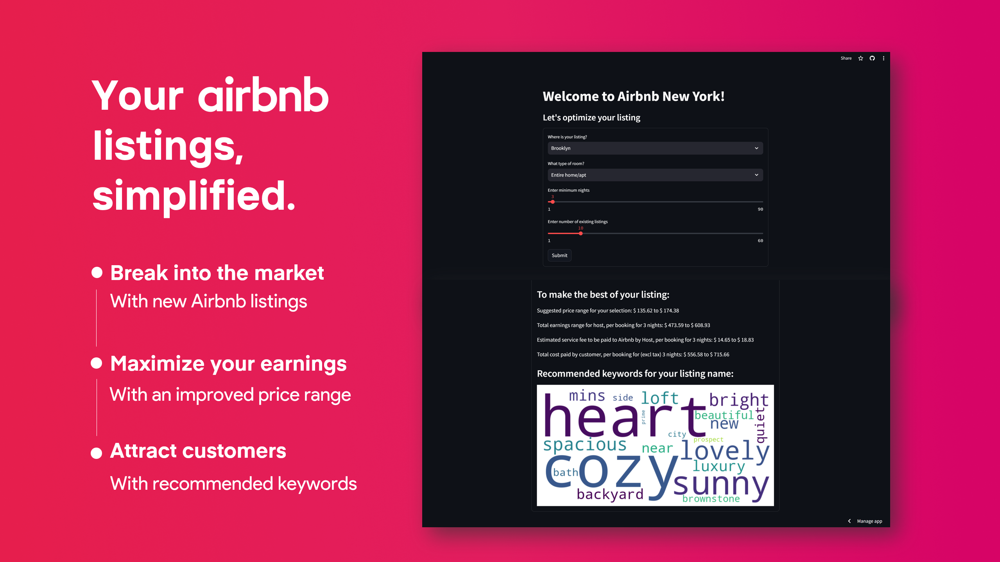 Your airbnb
listings,
simplified.
Break into the market
With new Airbnb listings
Maximize your earnings
With an improved price range
Attract customers
With recommended keywords
Share
Welcome to Airbnb New York!
Let's optimize your listing
Where is your listing?
Brooklyn
What type of room?
Entire home/apt
Enter minimum nights
3
1 90
Enter number of existing listings
10
1 60
Submit
To make the best of your listing:
Suggested price range for your selection: $ 135.62 to $ 174.38
Total earnings range for host, per booking for 3 nights: $ 473.59 to $ 608.93
Estimated service fee to be paid to Airbnb by Host, per booking for 3 nights: $ 14.65 to $ 18.83
Total cost paid by customer, per booking for (excl tax) 3 nights: $ 556.58 to $ 715.66
Recommended keywords for your listing name:
mins
side
loft
bright
heart
prime
beautiful
new
quiet
city
prospect
spacious
near
lovely
cozy
bath
luxury
sunny
backyard
brownstone
Manage app